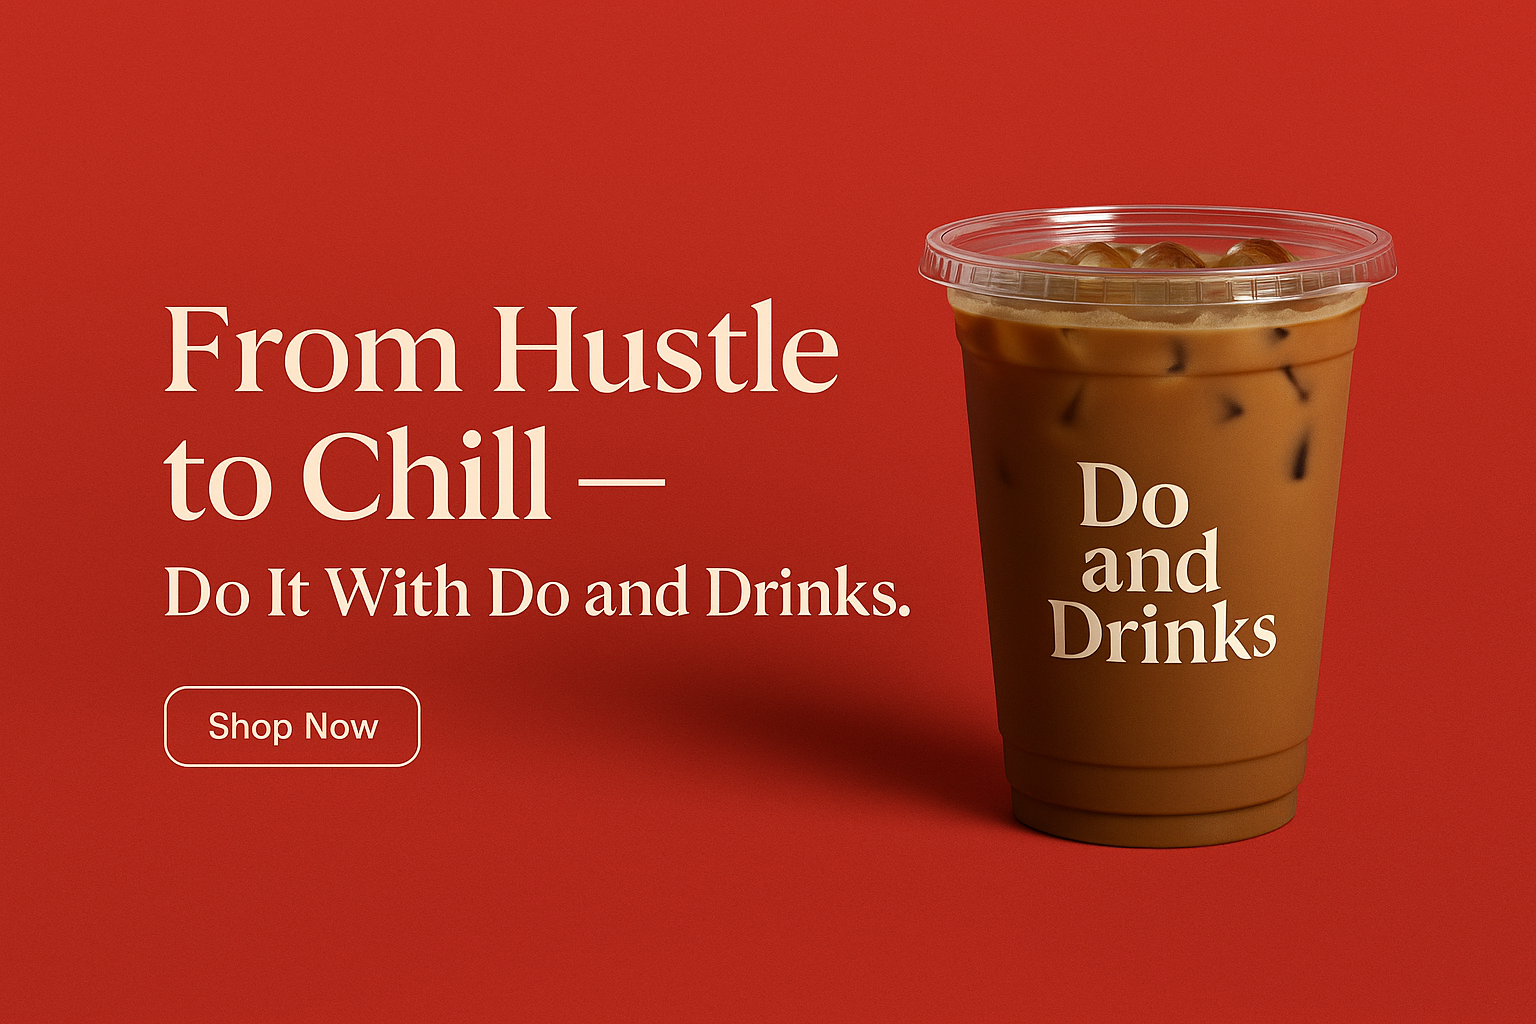 From Hustle
to Chill —
Do It With Do and Drinks.
Shop Now
Do
and
Drinks